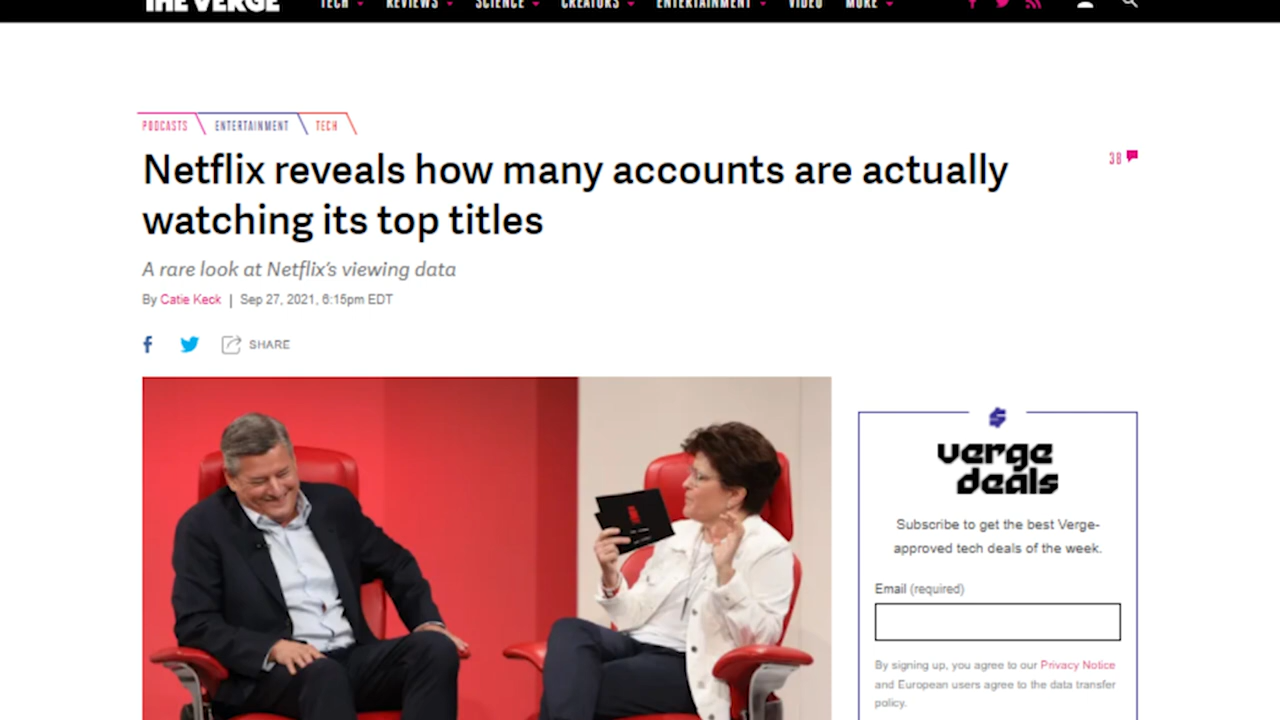 THE VERGE
TECH REVIEWS SCIENCE CREATORS ENTERTAINMENT VIDEO MORE
PODCASTS ENTERTAINMENT TECH
Netflix reveals how many accounts are actually
watching its top titles
38
A rare look at Netflix's viewing data
By Catie Keck | Sep 27, 2021, 6:15pm EDT
SHARE
verge
deals
Subscribe to get the best Verge-
approved tech deals of the week.
Email (required)
By signing up, you agree to our Privacy Notice
and European users agree to the data transfer
policy.